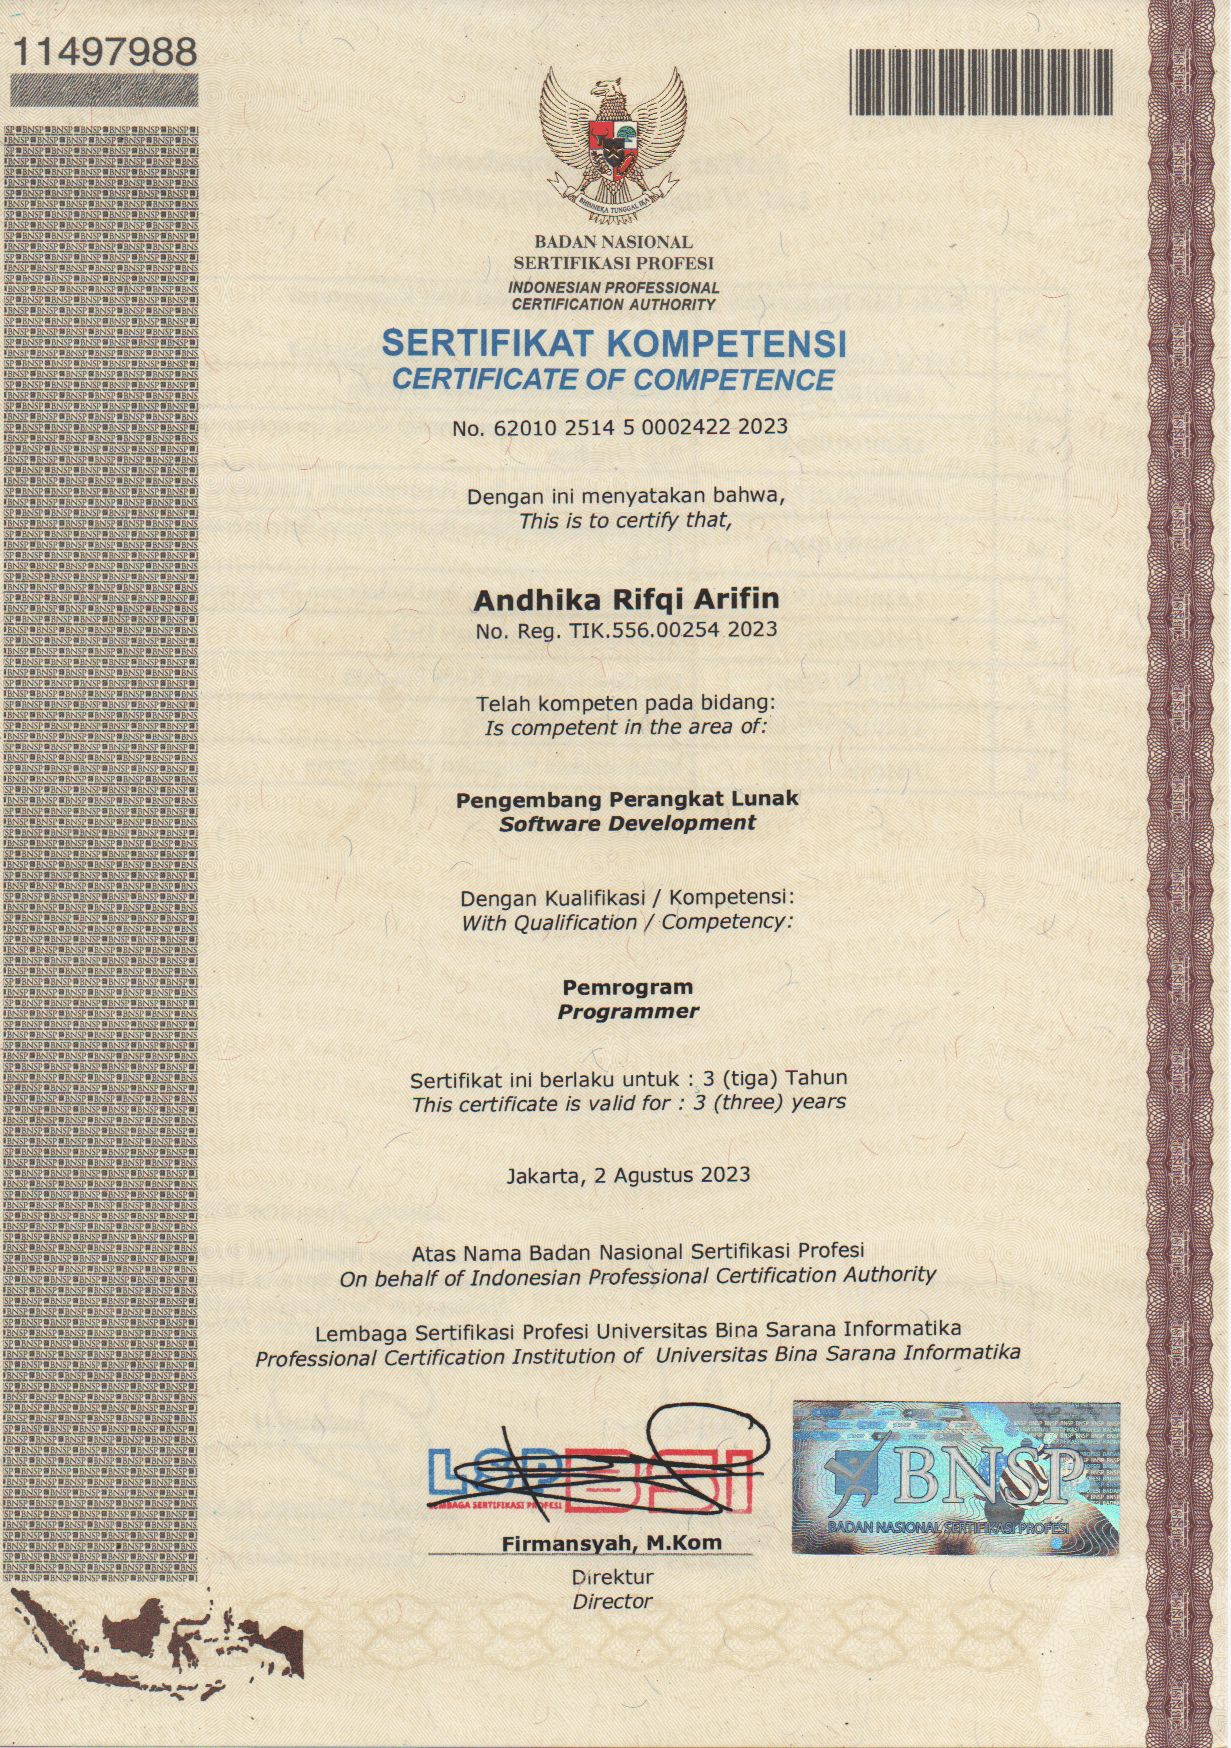 11497988
BHINNEKA TUNGGAL IKA
BADAN NASIONAL
SERTIFIKASI PROFESI
INDONESIAN PROFESSIONAL
CERTIFICATION AUTHORITY
SERTIFIKAT KOMPETENSI
CERTIFICATE OF COMPETENCE
No. 62010 2514 5 0002422 2023
Dengan ini menyatakan bahwa,
This is to certify that,
Andhika Rifqi Arifin
No. Reg. TIK.556.00254 2023
Telah kompeten pada bidang:
Is competent in the area of:
Pengembang Perangkat Lunak
Software Development
Dengan Kualifikasi / Kompetensi:
With Qualification / Competency:
Pemrogram
Programmer
Sertifikat ini berlaku untuk : 3 (tiga) Tahun
This certificate is valid for : 3 (three) years
Jakarta, 2 Agustus 2023
Atas Nama Badan Nasional Sertifikasi Profesi
On behalf of Indonesian Professional Certification Authority
Lembaga Sertifikasi Profesi Universitas Bina Sarana Informatika
Professional Certification Institution of Universitas Bina Sarana Informatika
LSP BSI
LEMBAGA SERTIFIKASI PROFESI
BNSP
BADAN NASIONAL SERTIFIKASI PROFESI
Firmansyah, M.Kom
Direktur
Director